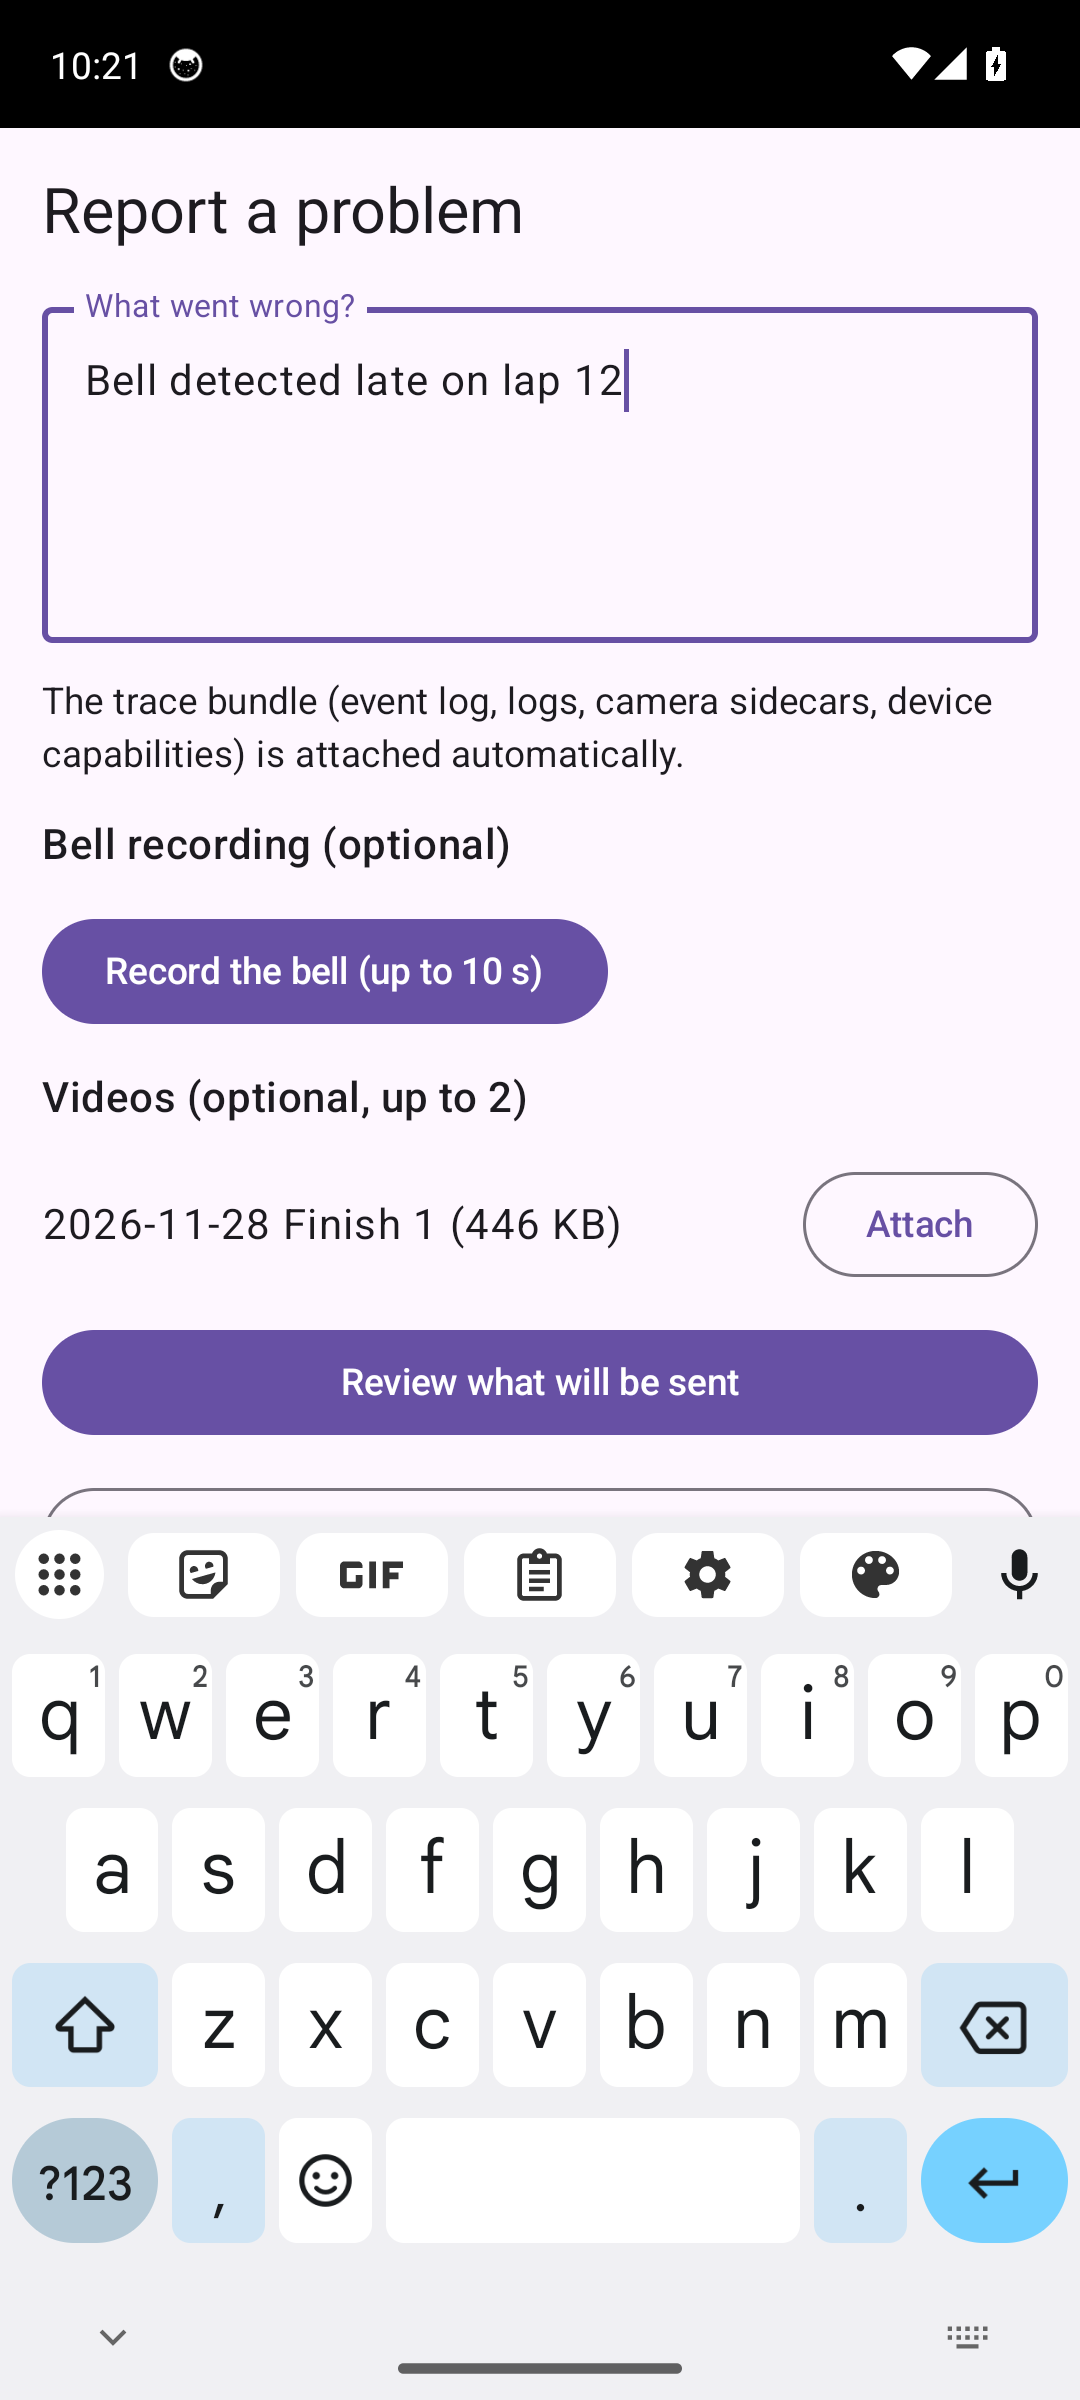 10:21
Report a problem
What went wrong?
Bell detected late on lap 12
The trace bundle (event log, logs, camera sidecars, device
capabilities) is attached automatically.
Bell recording (optional)
Record the bell (up to 10 s)
Videos (optional, up to 2)
2026-11-28 Finish 1 (446 KB)
Attach
Review what will be sent
GIF
q 1 w 2 e 3 r 4 t 5 y 6 u 7 i 8 o 9 p 0
a s d f g h j k l
z x c v b n m
?123 , .